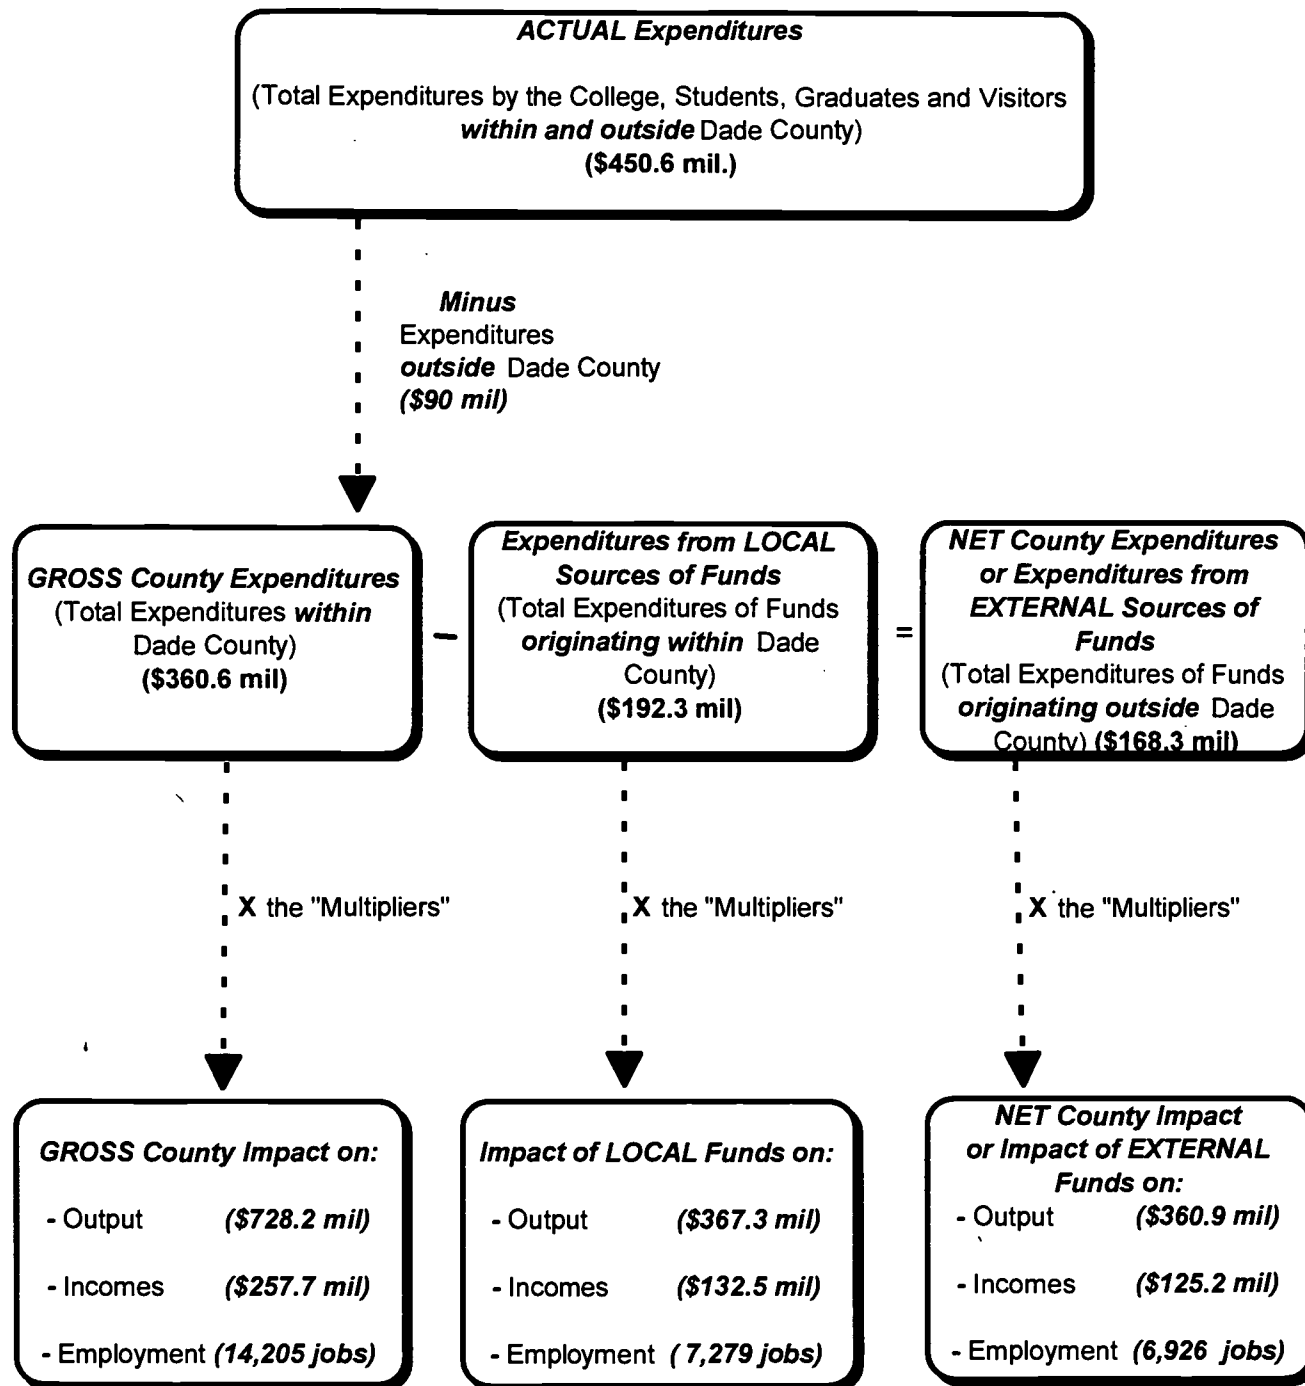 ACTUAL Expenditures
(Total Expenditures by the College, Students, Graduates and Visitors
within and outside Dade County)
($450.6 mil.)
Minus
Expenditures
outside Dade County
($90 mil)
GROSS County Expenditures
(Total Expenditures within
Dade County)
($360.6 mil)
–
Expenditures from LOCAL
Sources of Funds
(Total Expenditures of Funds
originating within Dade
County)
($192.3 mil)
=
NET County Expenditures
or Expenditures from
EXTERNAL Sources of
Funds
(Total Expenditures of Funds
originating outside Dade
County) ($168.3 mil)
X the "Multipliers"
X the "Multipliers"
X the "Multipliers"
GROSS County Impact on:
- Output ($728.2 mil)
- Incomes ($257.7 mil)
- Employment (14,205 jobs)
Impact of LOCAL Funds on:
- Output ($367.3 mil)
- Incomes ($132.5 mil)
- Employment ( 7,279 jobs)
NET County Impact
or Impact of EXTERNAL
Funds on:
- Output ($360.9 mil)
- Incomes ($125.2 mil)
- Employment (6,926 jobs)